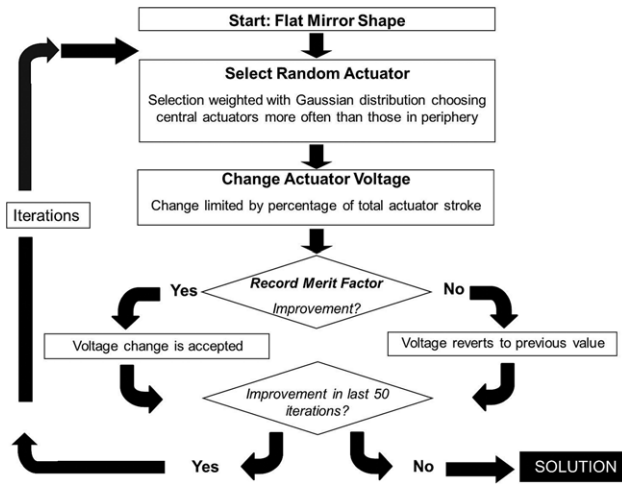 Start: Flat Mirror Shape
Select Random Actuator
Selection weighted with Gaussian distribution choosing
central actuators more often than those in periphery
Change Actuator Voltage
Change limited by percentage of total actuator stroke
Iterations
Yes
Record Merit Factor
No
Improvement?
Voltage change is accepted
Voltage reverts to previous value
Improvement in last 50
iterations?
Yes
No
SOLUTION